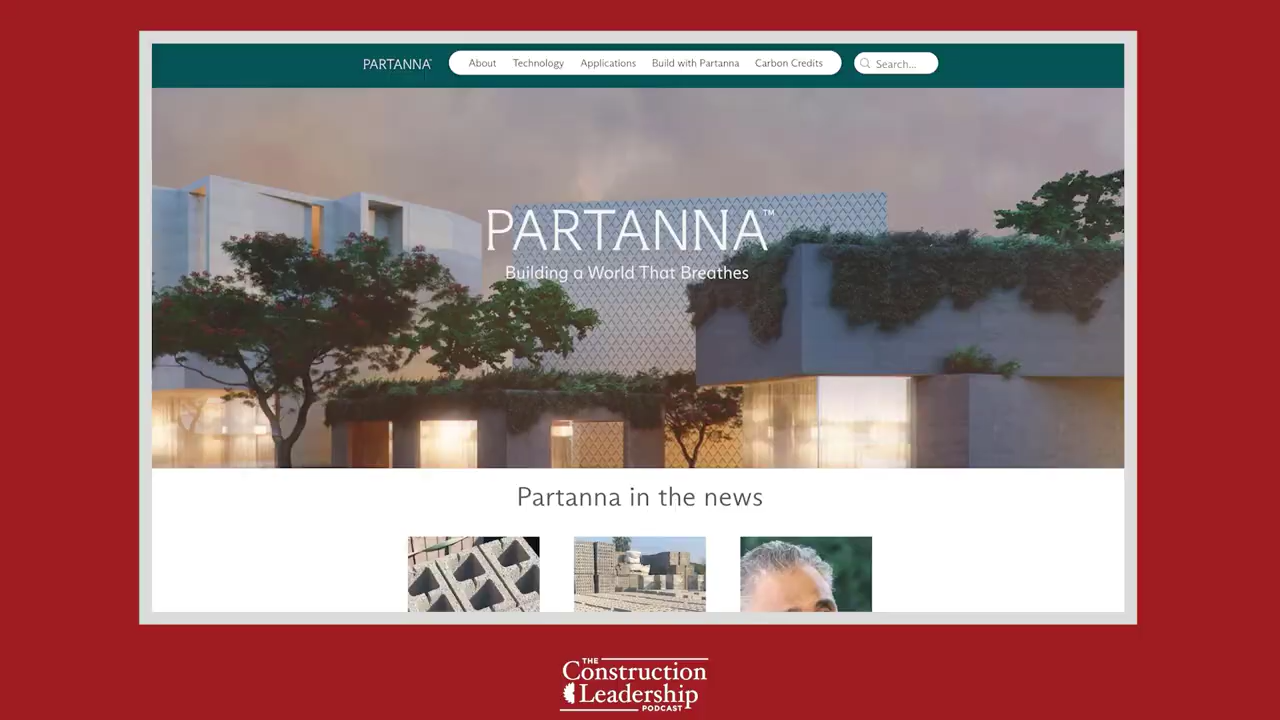 PARTANNA™
About Technology Applications Build with Partanna Carbon Credits
Search...
PARTANNA™
Building a World That Breathes
Partanna in the news
THE
Construction
Leadership
PODCAST